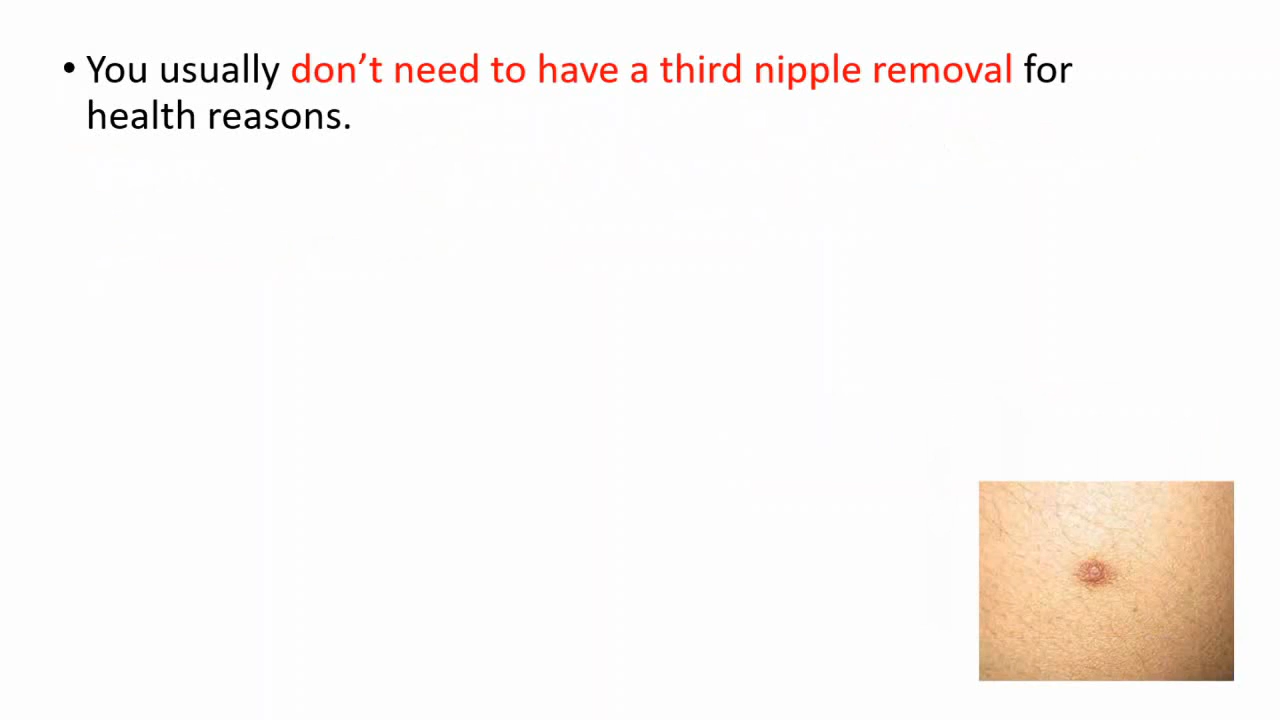 • You usually don’t need to have a third nipple removal for
health reasons.